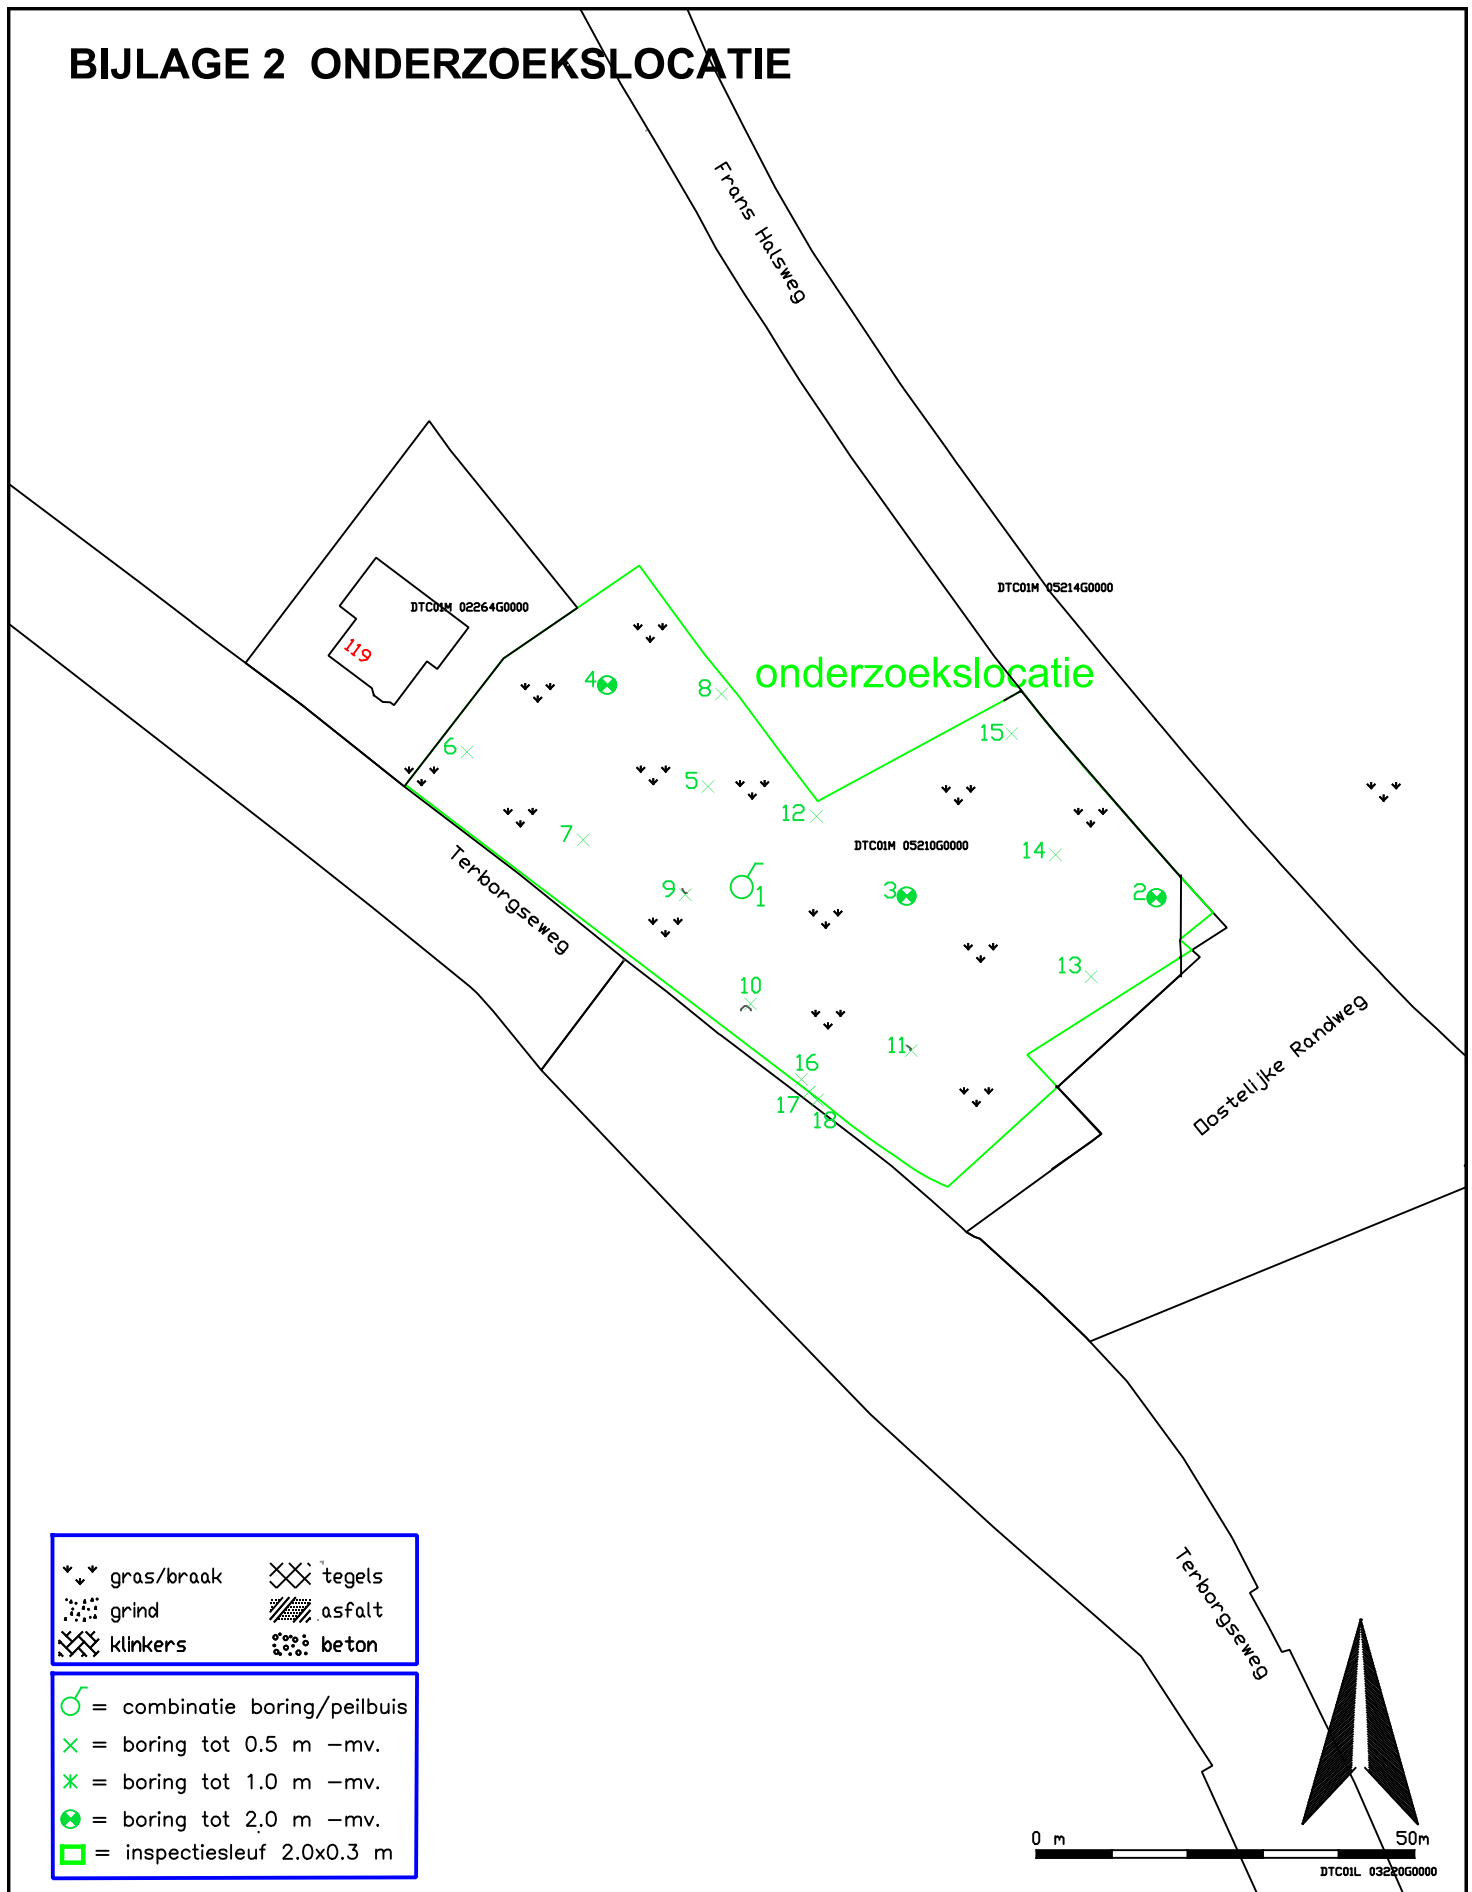 BIJLAGE 2 ONDERZOEKSLOCATIE
Frans Halsweg
DTC01M 05214G0000
DTC01M 02264G0000
119
onderzoekslocatie
4
8
15
6
5
12
7
DTC01M 05210G0000
14
Terborgseweg
9
1
3
2
13
10
Oostelijke Randweg
11
16
17
18
Terborgseweg
gras/braak
tegels
grind
asfalt
klinkers
beton
= combinatie boring/peilbuis
= boring tot 0.5 m -mv.
= boring tot 1.0 m -mv.
= boring tot 2.0 m -mv.
= inspectiesleuf 2.0x0.3 m
0 m
50m
DTC01L 03220G0000